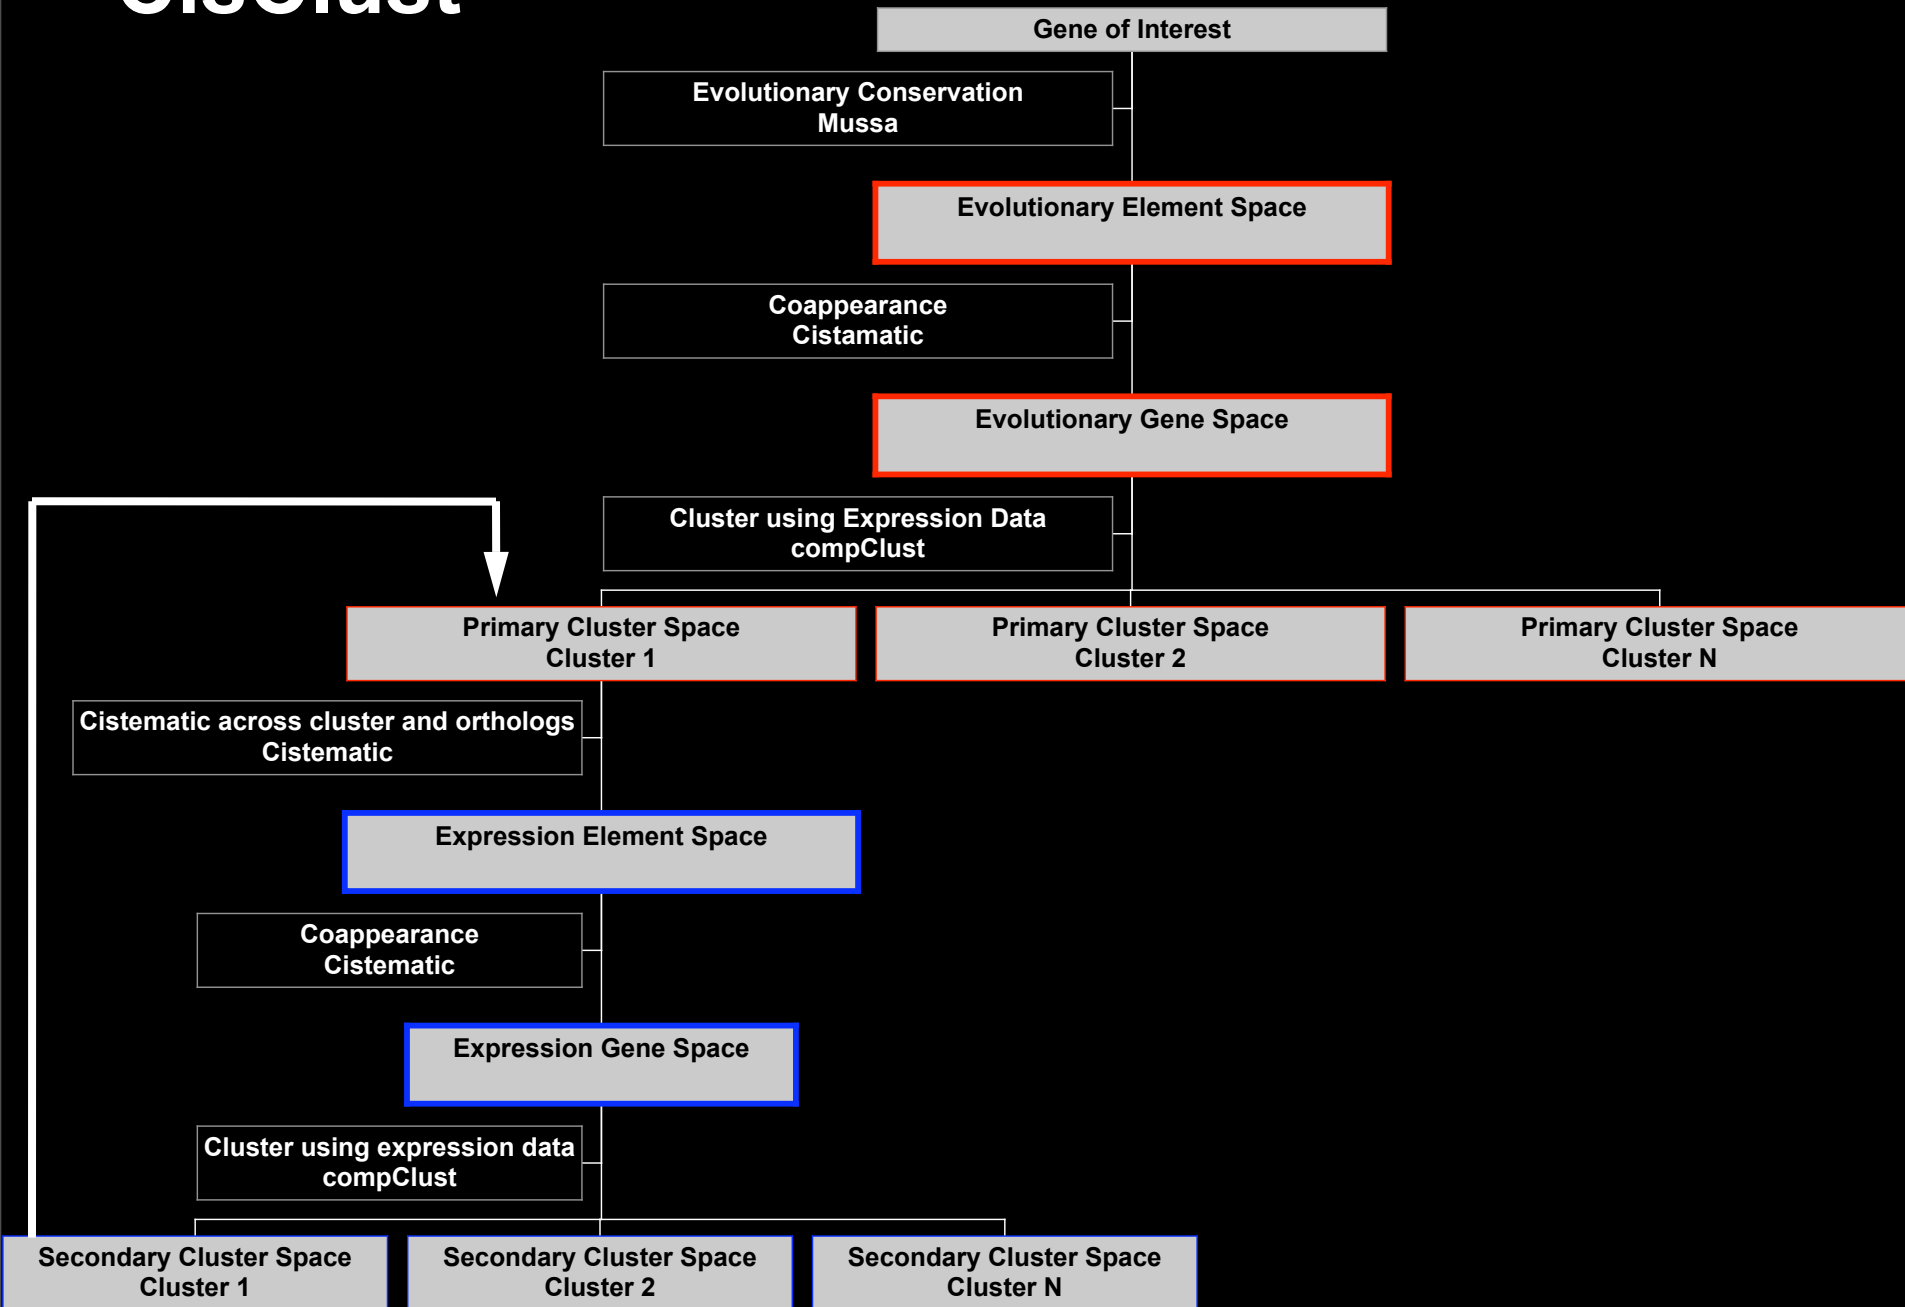 CisClust
Gene of Interest
Evolutionary Conservation
Mussa
Evolutionary Element Space
Coappearance
Cistamatic
Evolutionary Gene Space
Cluster using Expression Data
compClust
Primary Cluster Space
Cluster 1
Primary Cluster Space
Cluster 2
Primary Cluster Space
Cluster N
Cistematic across cluster and orthologs
Cistematic
Expression Element Space
Coappearance
Cistematic
Expression Gene Space
Cluster using expression data
compClust
Secondary Cluster Space
Cluster 1
Secondary Cluster Space
Cluster 2
Secondary Cluster Space
Cluster N